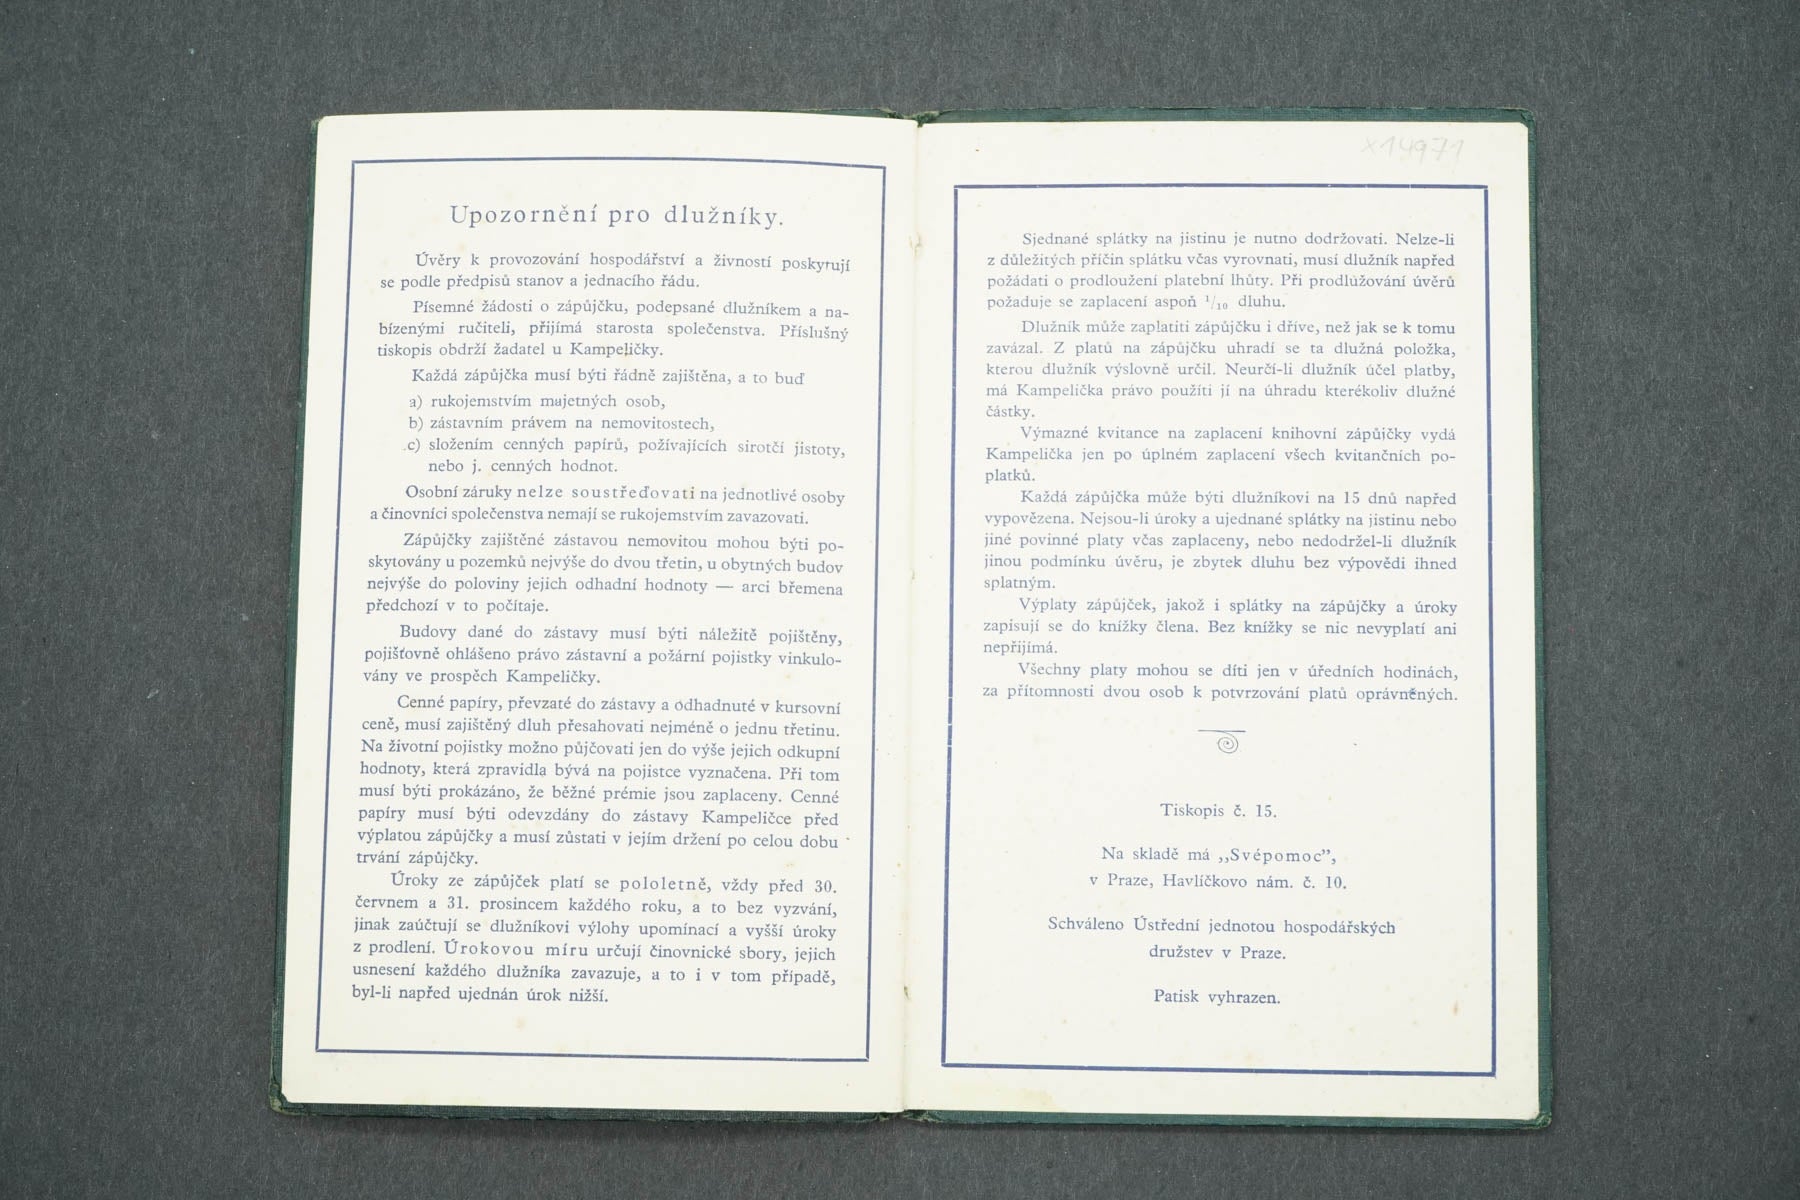 Upozornění pro dlužníky.
Úvěry k provozování hospodářství a živností poskytují
se podle předpisů stanov a jednacího řádu.
Písemné žádosti o zápůjčku, podepsané dlužníkem a na-
bízenými ručiteli, přijímá starosta společenstva. Příslušný
tiskopis obdrží žadatel u Kampeličky.
Každá zápůjčka musí býti řádně zajištěna, a to buď
a) rukojemstvím majetných osob,
b) zástavním právem na nemovitostech,
c) složením cenných papírů, požívajících sirotčí jistoty,
nebo j. cenných hodnot.
Osobní záruky nelze soustřeďovati na jednotlivé osoby
a činovníci společenstva nemají se rukojemstvím zavazovati.
Zápůjčky zajištěné zástavou nemovitou mohou býti po-
skytovány u pozemků nejvýše do dvou třetin, u obytných budov
nejvýše do poloviny jejich odhadní hodnoty — arci břemena
předchozí v to počítaje.
Budovy dané do zástavy musí býti náležitě pojištěny,
pojišťovně ohlášeno právo zástavní a požární pojistky vinkulo-
vány ve prospěch Kampeličky.
Cenné papíry, převzaté do zástavy a odhadnuté v kursovní
ceně, musí zajištěný dluh přesahovati nejméně o jednu třetinu.
Na životní pojistky možno půjčovati jen do výše jejich odkupní
hodnoty, která zpravidla bývá na pojistce vyznačena. Při tom
musí býti prokázáno, že běžné prémie jsou zaplaceny. Cenné
papíry musí býti odevzdány do zástavy Kampeličce před
výplatou zápůjčky a musí zůstati v jejím držení po celou dobu
trvání zápůjčky.
Úroky ze zápůjček platí se pololetně, vždy před 30.
červnem a 31. prosincem každého roku, a to bez vyzvání,
jinak zaúčtují se dlužníkovi výlohy upomínací a vyšší úroky
z prodlení. Úrokovou míru určují činovnické sbory, jejich
usnesení každého dlužníka zavazuje, a to i v tom případě,
byl-li napřed ujednán úrok nižší.
x14971
Sjednané splátky na jistinu je nutno dodržovati. Nelze-li
z důležitých příčin splátku včas vyrovnati, musí dlužník napřed
požádati o prodloužení platební lhůty. Při prodlužování úvěrů
požaduje se zaplacení aspoň 1/10 dluhu.
Dlužník může zaplatiti zápůjčku i dříve, než jak se k tomu
zavázal. Z platů na zápůjčku uhradí se ta dlužná položka,
kterou dlužník výslovně určil. Neurčí-li dlužník účel platby,
má Kampelička právo použíti jí na úhradu kterékoliv dlužné
částky.
Výmazné kvitance na zaplacení knihovní zápůjčky vydá
Kampelička jen po úplném zaplacení všech kvitančních po-
platků.
Každá zápůjčka může býti dlužníkovi na 15 dnů napřed
vypovězena. Nejsou-li úroky a ujednané splátky na jistinu nebo
jiné povinné platy včas zaplaceny, nebo nedodržel-li dlužník
jinou podmínku úvěru, je zbytek dluhu bez výpovědi ihned
splatným.
Výplaty zápůjček, jakož i splátky na zápůjčky a úroky
zapisují se do knížky člena. Bez knížky se nic nevyplatí ani
nepřijímá.
Všechny platy mohou se díti jen v úředních hodinách,
za přítomnosti dvou osob k potvrzování platů oprávněných.
Tiskopis č. 15.
Na skladě má ,,Svépomoc”,
v Praze, Havlíčkovo nám. č. 10.
Schváleno Ústřední jednotou hospodářských
družstev v Praze.
Patisk vyhrazen.